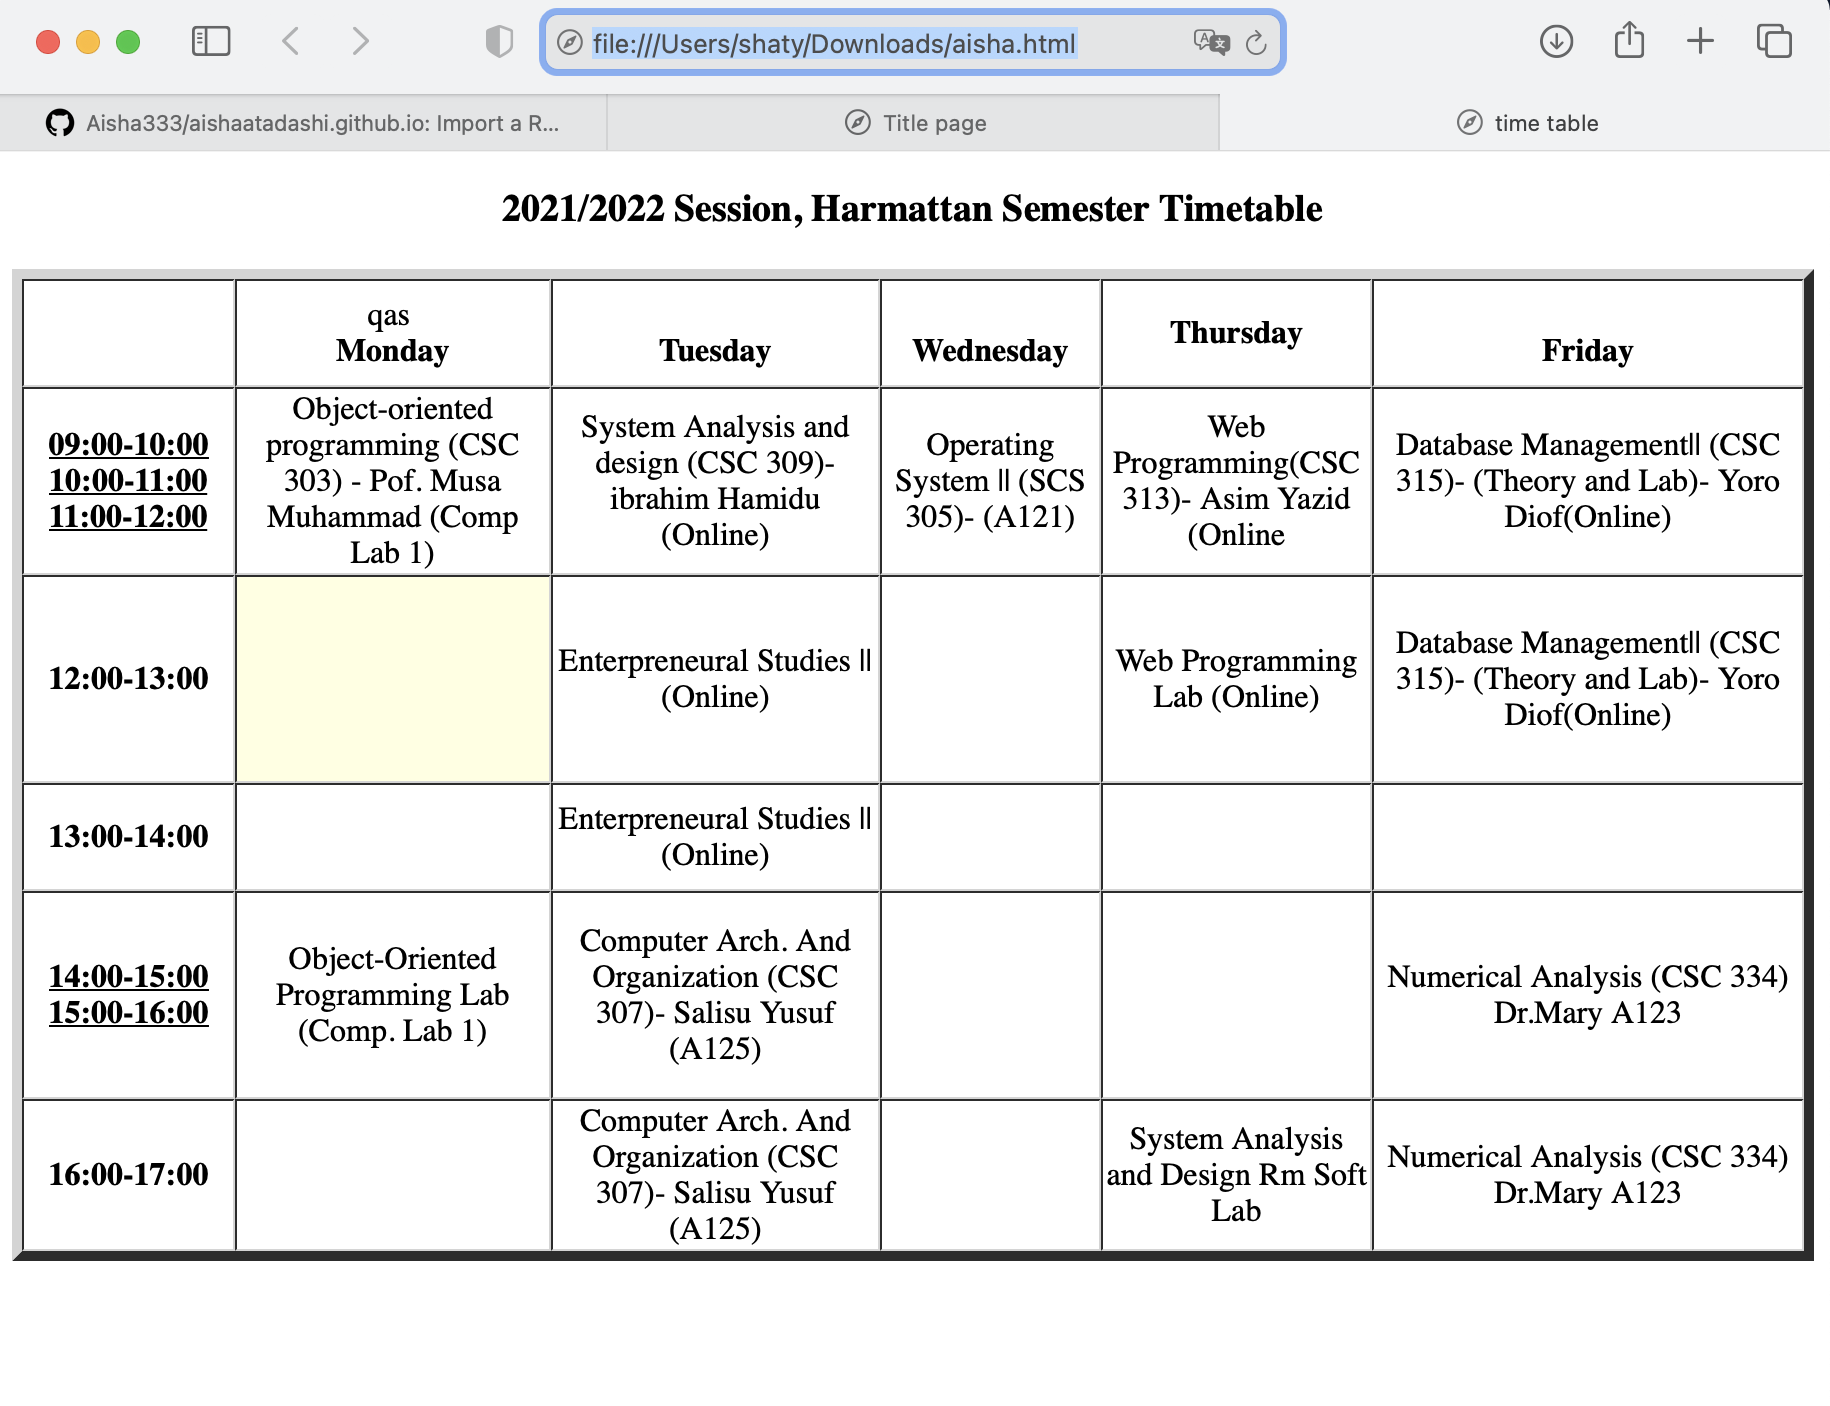 file:///Users/shaty/Downloads/aisha.html
Aisha333/aishaatadashi.github.io: Import a R...
Title page
time table
2021/2022 Session, Harmattan Semester Timetable
qas
Monday
Tuesday
Wednesday
Thursday
Friday
09:00-10:00
10:00-11:00
11:00-12:00
Object-oriented
programming (CSC
303) - Pof. Musa
Muhammad (Comp
Lab 1)
System Analysis and
design (CSC 309)-
ibrahim Hamidu
(Online)
Operating
System || (SCS
305)- (A121)
Web
Programming(CSC
313)- Asim Yazid
(Online
Database Management|| (CSC
315)- (Theory and Lab)- Yoro
Diof(Online)
12:00-13:00
Enterpreneural Studies ||
(Online)
Web Programming
Lab (Online)
Database Management|| (CSC
315)- (Theory and Lab)- Yoro
Diof(Online)
13:00-14:00
Enterpreneural Studies ||
(Online)
14:00-15:00
15:00-16:00
Object-Oriented
Programming Lab
(Comp. Lab 1)
Computer Arch. And
Organization (CSC
307)- Salisu Yusuf
(A125)
Numerical Analysis (CSC 334)
Dr.Mary A123
16:00-17:00
Computer Arch. And
Organization (CSC
307)- Salisu Yusuf
(A125)
System Analysis
and Design Rm Soft
Lab
Numerical Analysis (CSC 334)
Dr.Mary A123